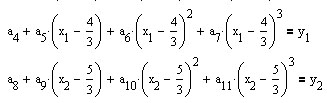 a₄ + a₅·(x₁ − 4/3) + a₆·(x₁ − 4/3)² + a₇·(x₁ − 4/3)³ = y₁
a₈ + a₉·(x₂ − 5/3) + a₁₀·(x₂ − 5/3)² + a₁₁·(x₂ − 5/3)³ = y₂